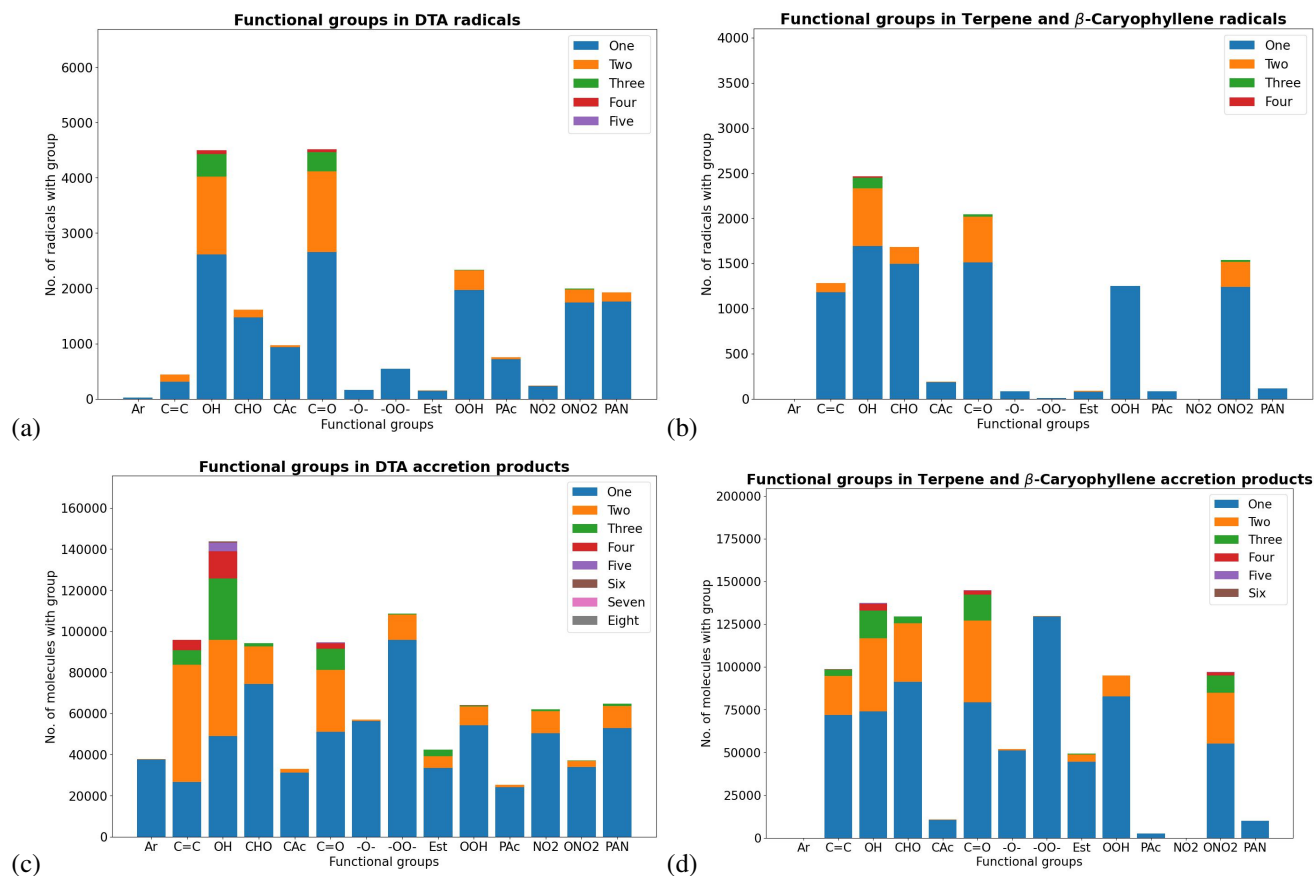 Functional groups in DTA radicals
6000
5000
4000
3000
2000
1000
0
No. of radicals with group
One
Two
Three
Four
Five
Ar C=C OH CHO CAc C=O -O- -OO- Est OOH PAc NO2 ONO2 PAN
Functional groups
(a)
Functional groups in Terpene and β-Caryophyllene radicals
4000
3500
3000
2500
2000
1500
1000
500
0
No. of radicals with group
One
Two
Three
Four
Ar C=C OH CHO CAc C=O -O- -OO- Est OOH PAc NO2 ONO2 PAN
Functional groups
(b)
Functional groups in DTA accretion products
160000
140000
120000
100000
80000
60000
40000
20000
0
No. of molecules with group
One
Two
Three
Four
Five
Six
Seven
Eight
Ar C=C OH CHO CAc C=O -O- -OO- Est OOH PAc NO2 ONO2 PAN
Functional groups
(c)
Functional groups in Terpene and β-Caryophyllene accretion products
200000
175000
150000
125000
100000
75000
50000
25000
0
No. of molecules with group
One
Two
Three
Four
Five
Six
Ar C=C OH CHO CAc C=O -O- -OO- Est OOH PAc NO2 ONO2 PAN
Functional groups
(d)